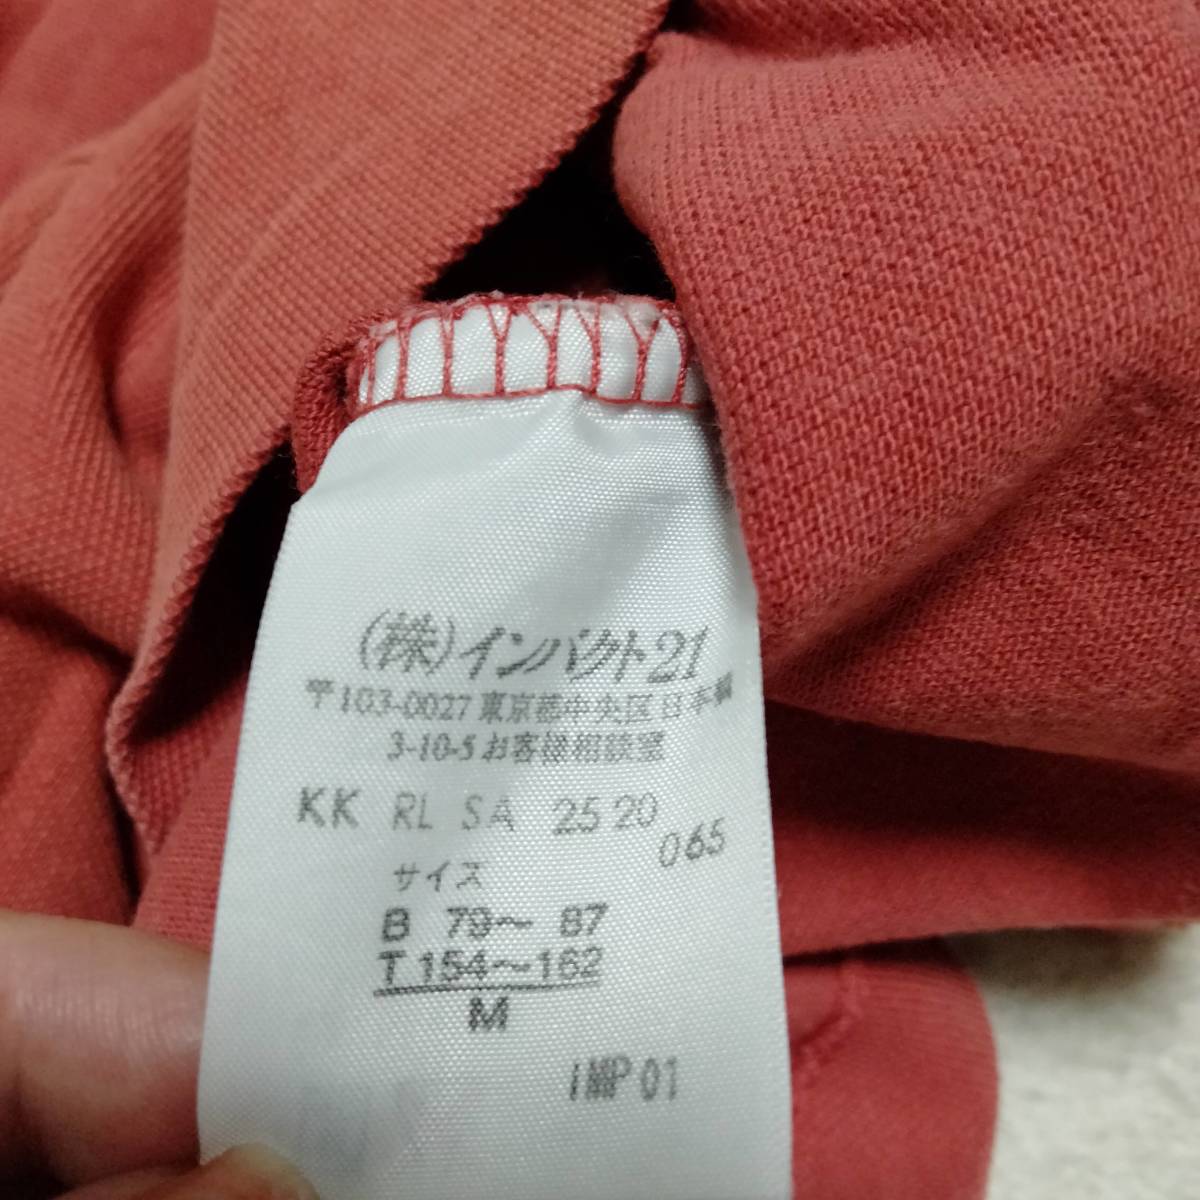 (株)インパクト21
〒103-0027 東京都中央区日本橋
3-10-5 お客様相談室
KK RL SA 25 20 065
サイズ
B 79〜 87
T 154〜162
M
IMP 01